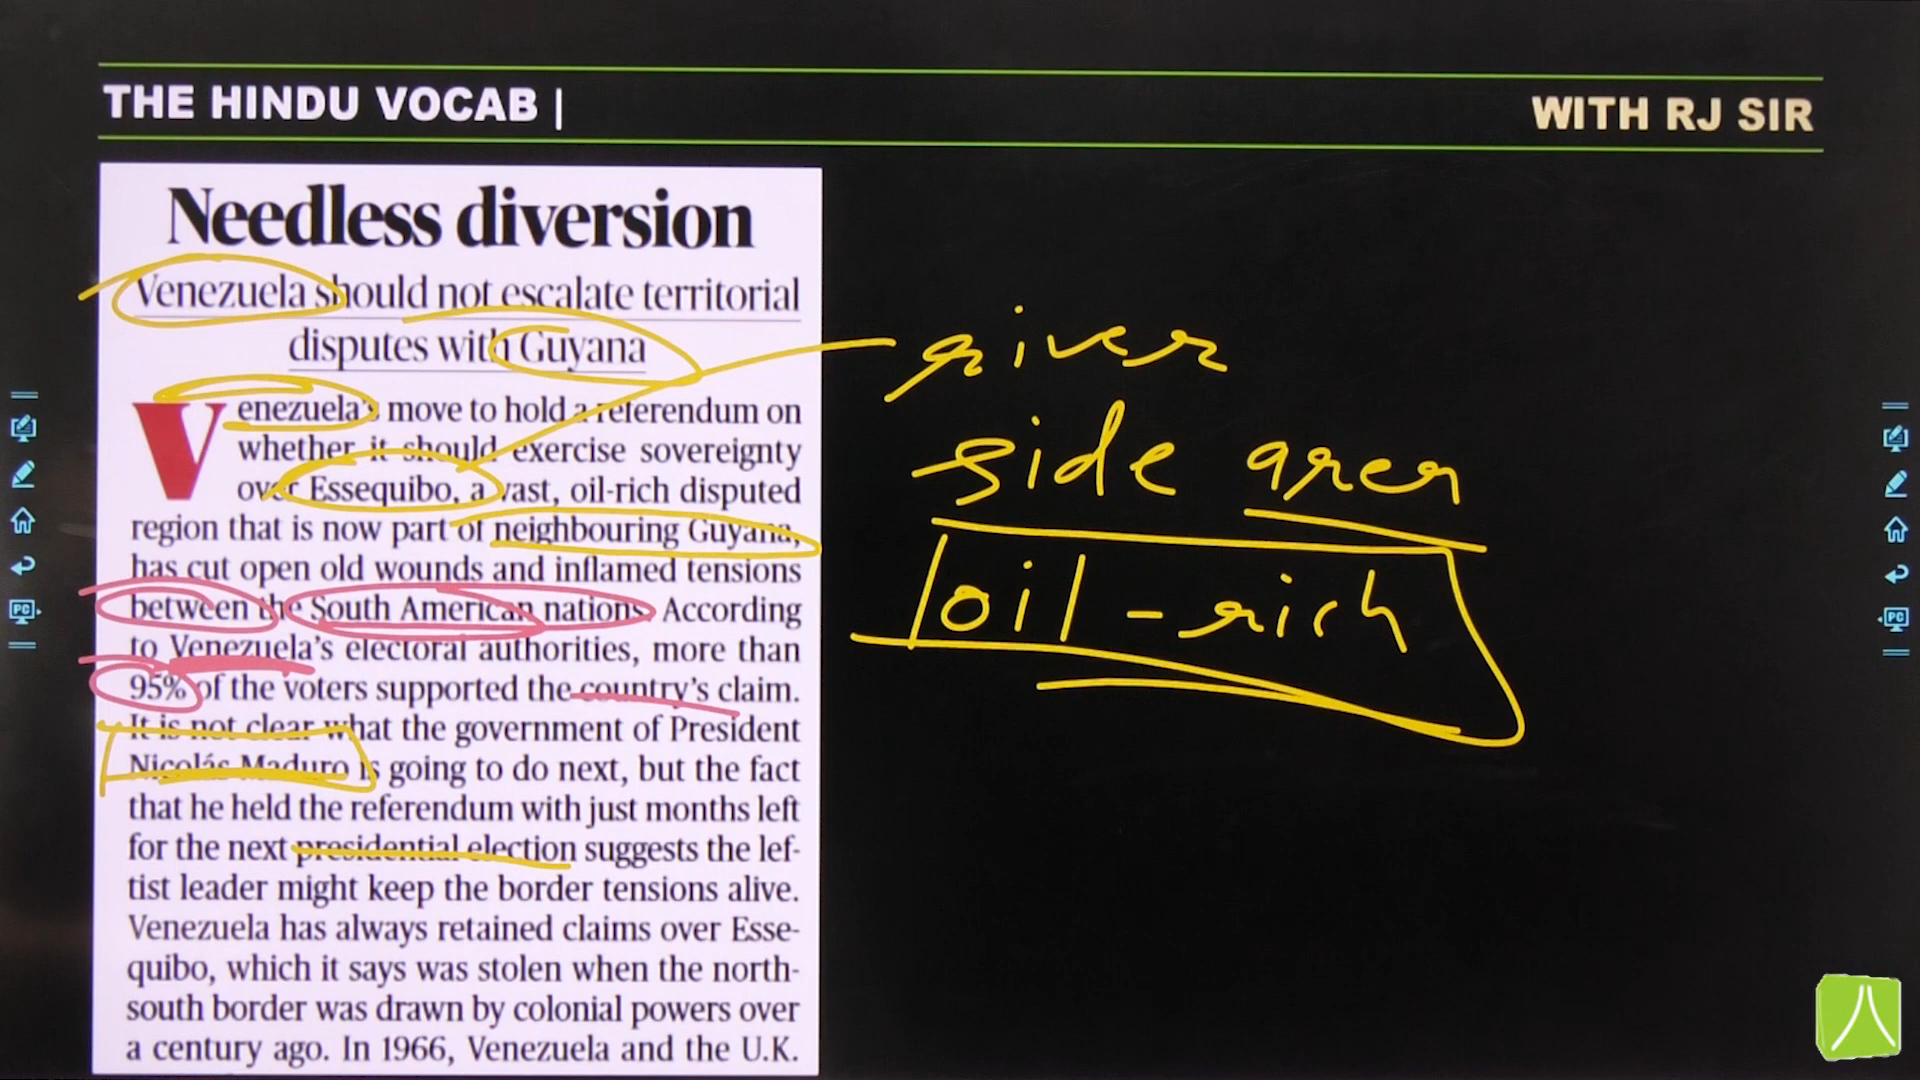 THE HINDU VOCAB |
WITH RJ SIR
Needless diversion
Venezuela should not escalate territorial
disputes with Guyana
Venezuela's move to hold a referendum on
whether it should exercise sovereignty
over Essequibo, a vast, oil-rich disputed
region that is now part of neighbouring Guyana,
has cut open old wounds and inflamed tensions
between the South American nations. According
to Venezuela's electoral authorities, more than
95% of the voters supported the country's claim.
It is not clear what the government of President
Nicolás Maduro is going to do next, but the fact
that he held the referendum with just months left
for the next presidential election suggests the lef-
tist leader might keep the border tensions alive.
Venezuela has always retained claims over Esse-
quibo, which it says was stolen when the north-
south border was drawn by colonial powers over
a century ago. In 1966, Venezuela and the U.K.
river
side area
oil - rich
PC
PC